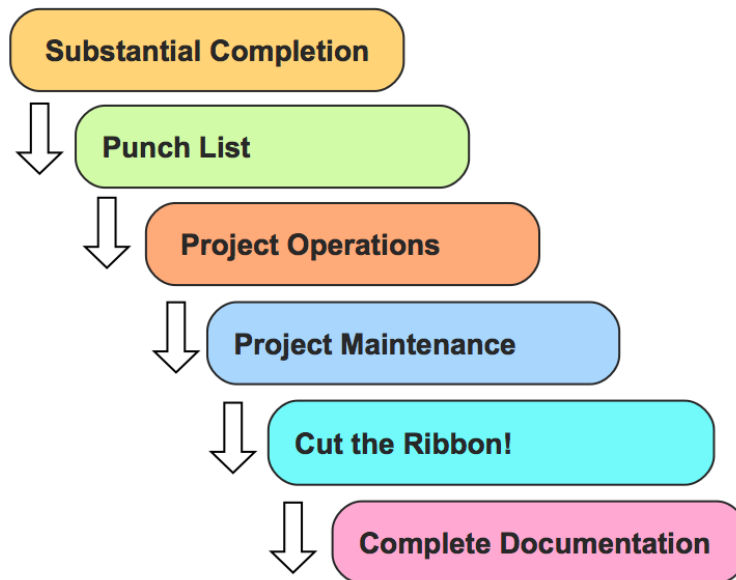 Substantial Completion
Punch List
Project Operations
Project Maintenance
Cut the Ribbon!
Complete Documentation